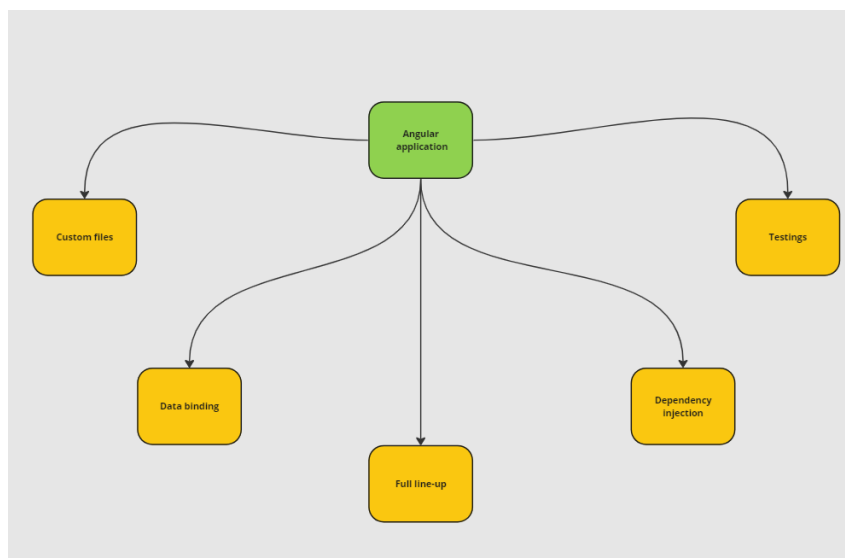 Angular
application
Custom files
Testings
Data binding
Dependency
injection
Full line-up